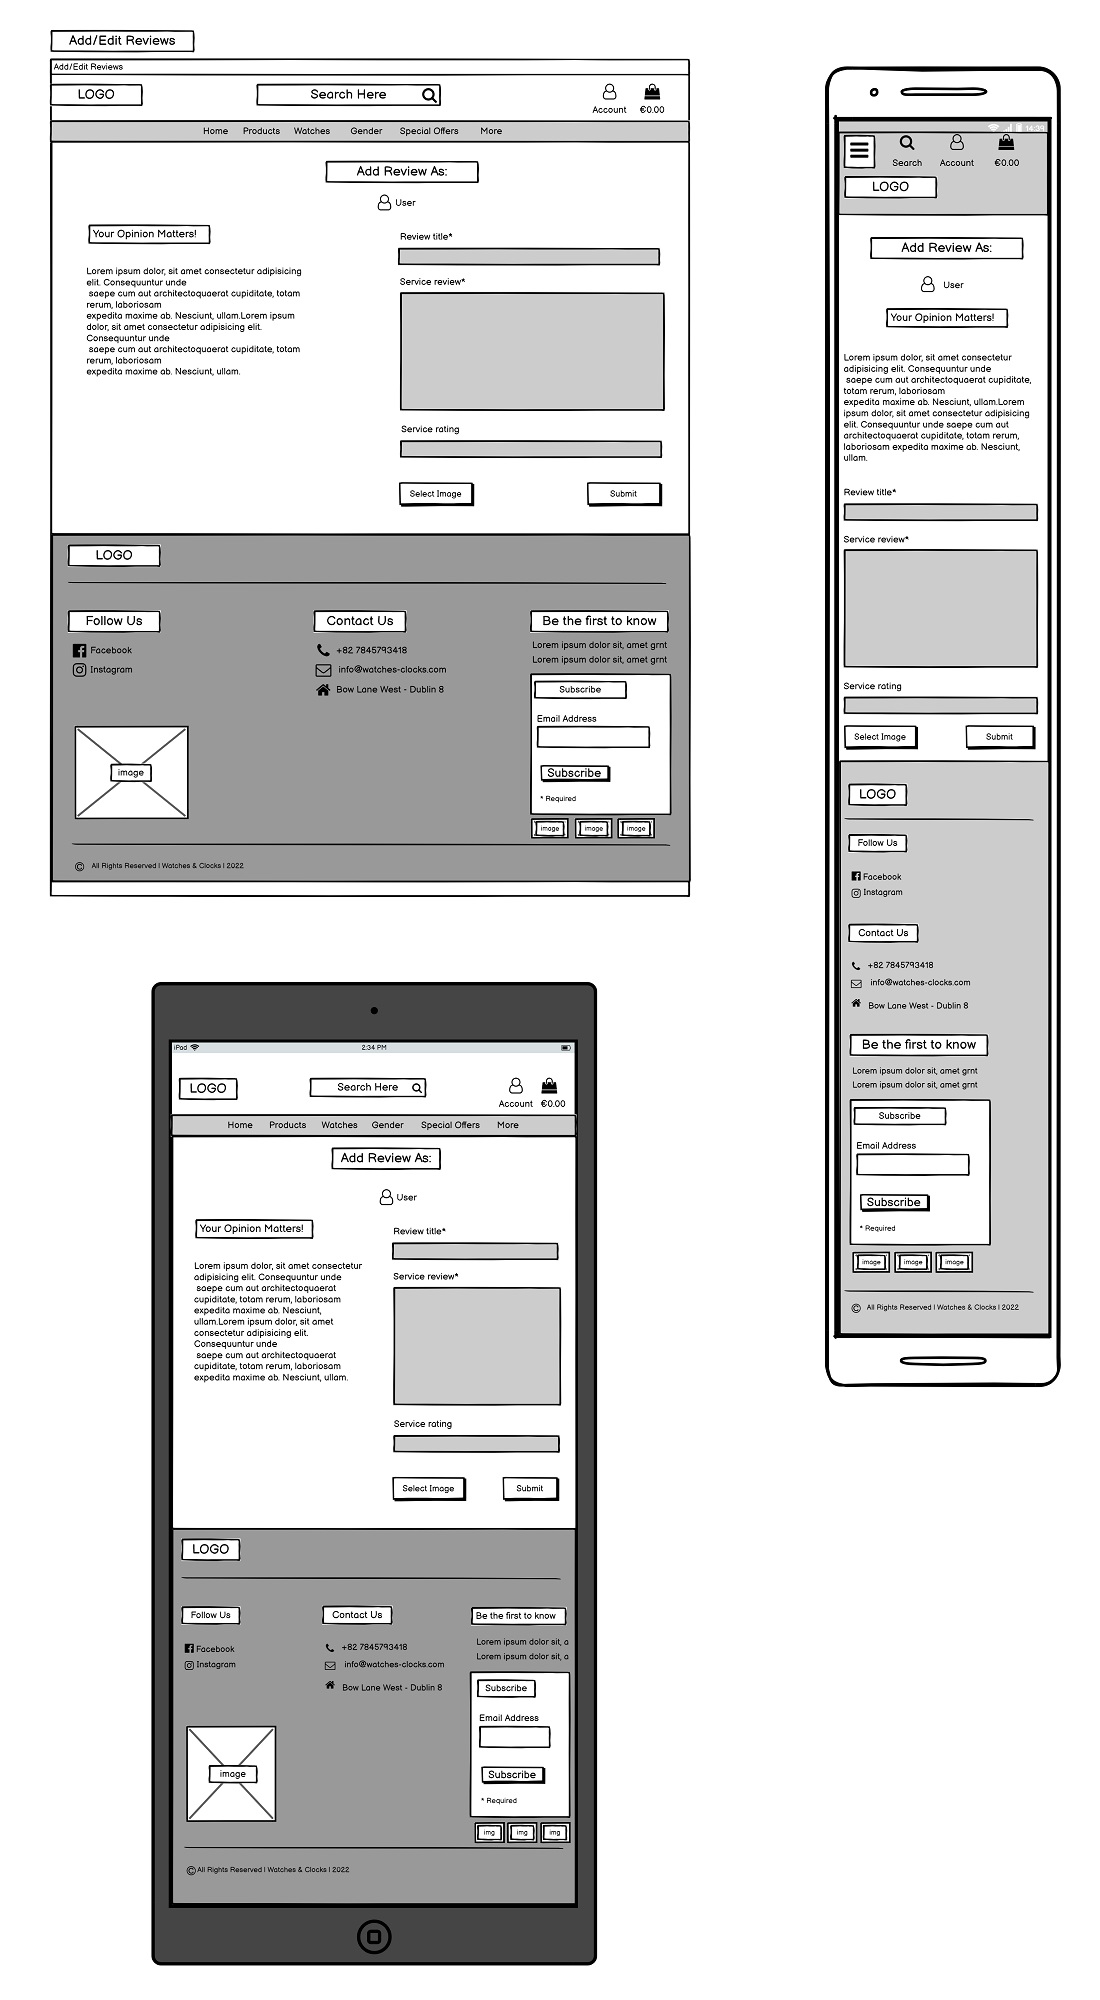 Add/Edit Reviews
Add/Edit Reviews
LOGO
Search Here
Account
€0.00
Home Products Watches Gender Special Offers More
Add Review As:
User
Your Opinion Matters!
Lorem ipsum dolor, sit amet consectetur adipisicing
elit. Consequuntur unde
saepe cum aut architectoquaerat cupiditate, totam
rerum, laboriosam
expedita maxime ab. Nesciunt, ullam.Lorem ipsum
dolor, sit amet consectetur adipisicing elit.
Consequuntur unde
saepe cum aut architectoquaerat cupiditate, totam
rerum, laboriosam
expedita maxime ab. Nesciunt, ullam.
Review title*
Service review*
Service rating
Select Image
Submit
LOGO
Follow Us
Facebook
Instagram
image
Contact Us
+82 7845793418
info@watches-clocks.com
Bow Lane West - Dublin 8
Be the first to know
Lorem ipsum dolor sit, amet grnt
Lorem ipsum dolor sit, amet grnt
Subscribe
Email Address
Subscribe
* Required
image image image
© All Rights Reserved | Watches & Clocks | 2022
Search
Account
€0.00
LOGO
Add Review As:
User
Your Opinion Matters!
Lorem ipsum dolor, sit amet consectetur
adipisicing elit. Consequuntur unde
saepe cum aut architectoquaerat cupiditate,
totam rerum, laboriosam
expedita maxime ab. Nesciunt, ullam.Lorem
ipsum dolor, sit amet consectetur adipisicing
elit. Consequuntur unde saepe cum aut
architectoquaerat cupiditate, totam rerum,
laboriosam expedita maxime ab. Nesciunt,
ullam.
Review title*
Service review*
Service rating
Select Image
Submit
LOGO
Follow Us
Facebook
Instagram
Contact Us
+82 7845793418
info@watches-clocks.com
Bow Lane West - Dublin 8
Be the first to know
Lorem ipsum dolor sit, amet grnt
Lorem ipsum dolor sit, amet grnt
Subscribe
Email Address
Subscribe
* Required
image image image
© All Rights Reserved | Watches & Clocks | 2022
iPad
2:34 PM
LOGO
Search Here
Account
€0.00
Home Products Watches Gender Special Offers More
Add Review As:
User
Your Opinion Matters!
Lorem ipsum dolor, sit amet consectetur
adipisicing elit. Consequuntur unde
saepe cum aut architectoquaerat
cupiditate, totam rerum, laboriosam
expedita maxime ab. Nesciunt,
ullam.Lorem ipsum dolor, sit amet
consectetur adipisicing elit.
Consequuntur unde
saepe cum aut architectoquaerat
cupiditate, totam rerum, laboriosam
expedita maxime ab. Nesciunt, ullam.
Review title*
Service review*
Service rating
Select Image
Submit
LOGO
Follow Us
Facebook
Instagram
image
Contact Us
+82 7845793418
info@watches-clocks.com
Bow Lane West - Dublin 8
Be the first to know
Lorem ipsum dolor sit, a
Lorem ipsum dolor sit, a
Subscribe
Email Address
Subscribe
* Required
img img img
© All Rights Reserved | Watches & Clocks | 2022